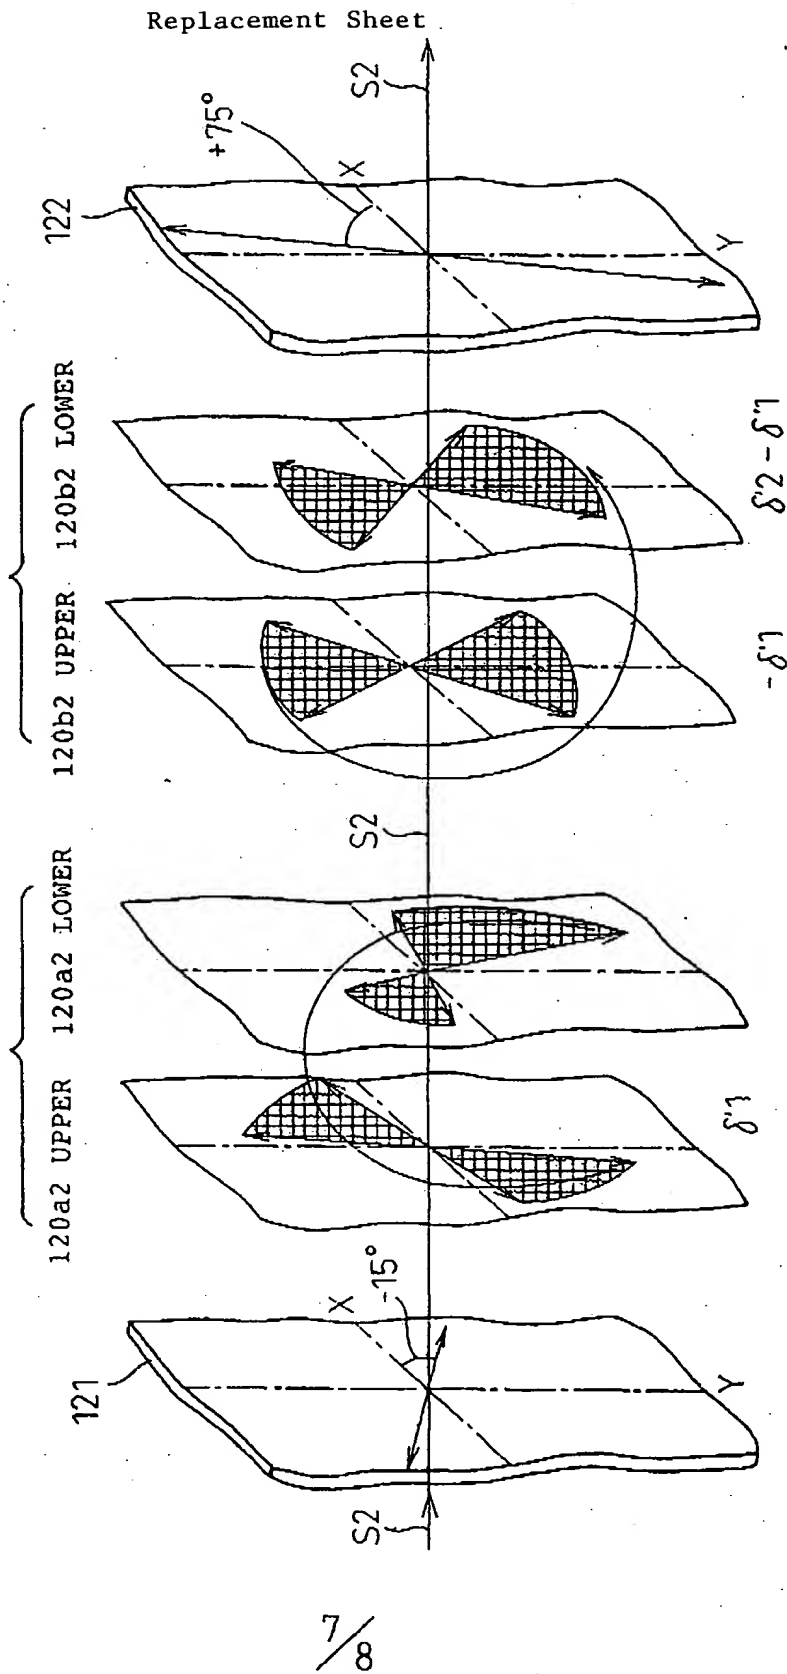 Replacement Sheet
7/8
S2
121
X
-15°
Y
120a2 UPPER
120a2 LOWER
δ'1
S2
120b2 UPPER
120b2 LOWER
-δ'1
δ'2-δ'1
122
+75°
X
Y
S2